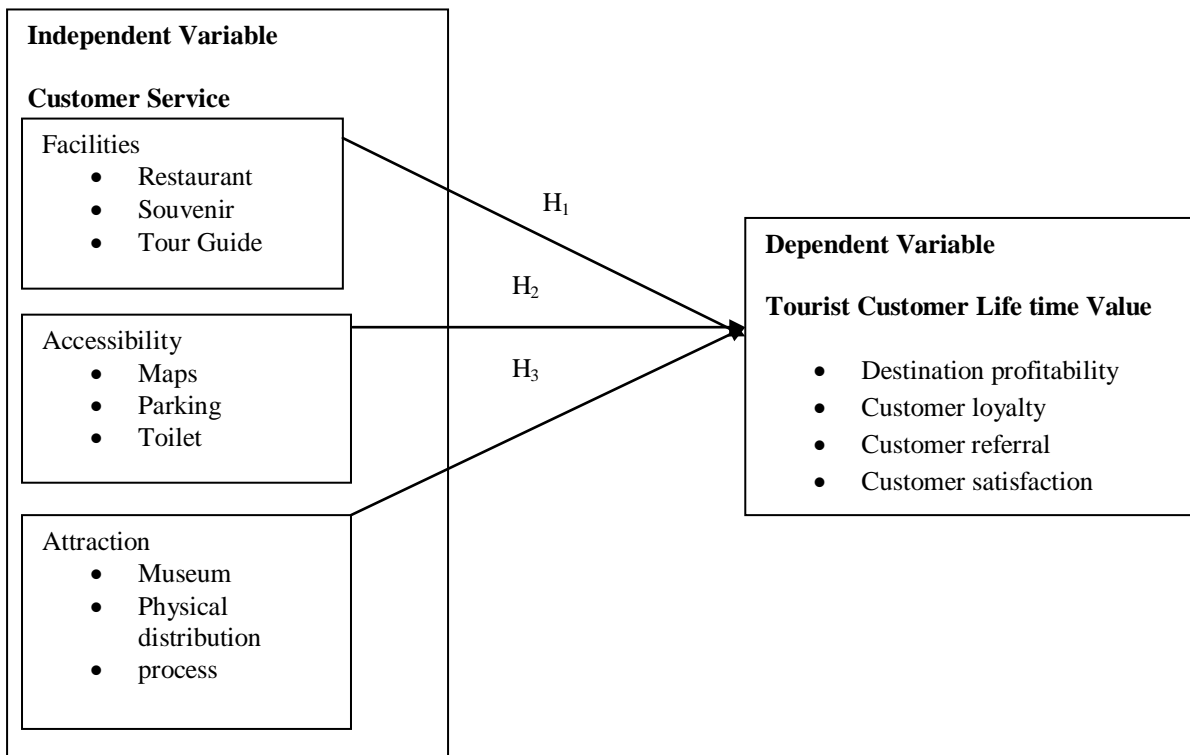 Independent Variable
Customer Service
Facilities
• Restaurant
• Souvenir
• Tour Guide
Accessibility
• Maps
• Parking
• Toilet
Attraction
• Museum
• Physical
distribution
• process
H₁
H₂
H₃
Dependent Variable
Tourist Customer Life time Value
• Destination profitability
• Customer loyalty
• Customer referral
• Customer satisfaction